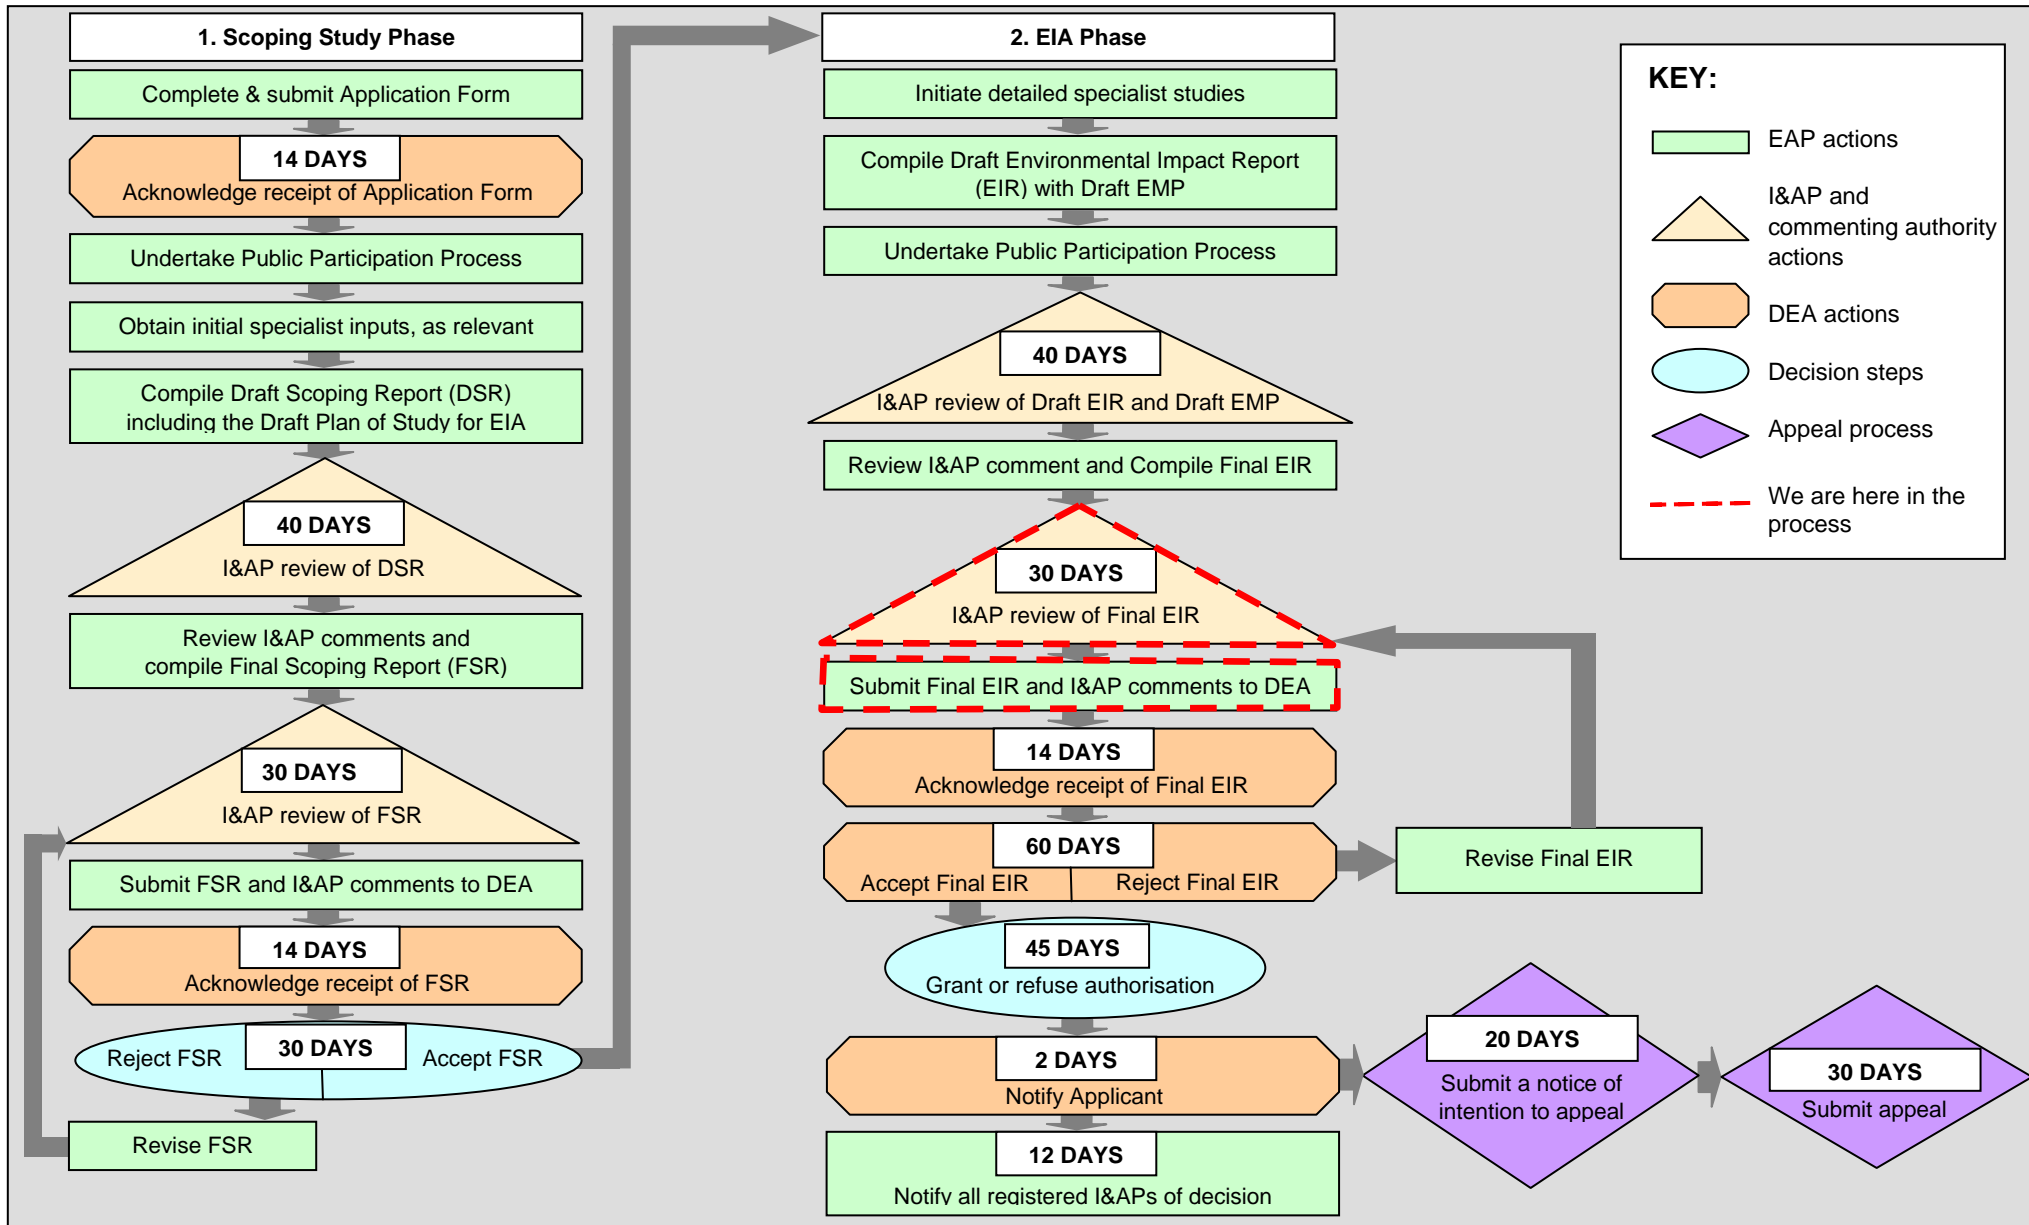 1. Scoping Study Phase
Complete & submit Application Form
14 DAYS
Acknowledge receipt of Application Form
Undertake Public Participation Process
Obtain initial specialist inputs, as relevant
Compile Draft Scoping Report (DSR)
including the Draft Plan of Study for EIA
40 DAYS
I&AP review of DSR
Review I&AP comments and
compile Final Scoping Report (FSR)
30 DAYS
I&AP review of FSR
Submit FSR and I&AP comments to DEA
14 DAYS
Acknowledge receipt of FSR
Reject FSR
30 DAYS
Accept FSR
Revise FSR
2. EIA Phase
Initiate detailed specialist studies
Compile Draft Environmental Impact Report
(EIR) with Draft EMP
Undertake Public Participation Process
40 DAYS
I&AP review of Draft EIR and Draft EMP
Review I&AP comment and Compile Final EIR
30 DAYS
I&AP review of Final EIR
Submit Final EIR and I&AP comments to DEA
14 DAYS
Acknowledge receipt of Final EIR
60 DAYS
Accept Final EIR
Reject Final EIR
Revise Final EIR
45 DAYS
Grant or refuse authorisation
2 DAYS
Notify Applicant
12 DAYS
Notify all registered I&APs of decision
20 DAYS
Submit a notice of
intention to appeal
30 DAYS
Submit appeal
KEY:
EAP actions
I&AP and
commenting authority
actions
DEA actions
Decision steps
Appeal process
We are here in the
process